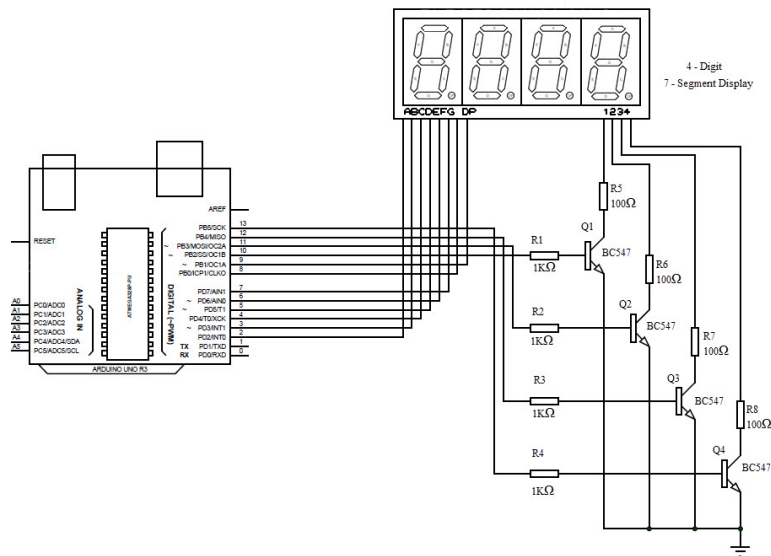 4 - Digit
7 - Segment Display
ABCDEFG DP
1234
R5
100Ω
AREF
RESET
PB5/SCK 13
PB4/MISO 12
~ PB3/MOSI/OC2A 11
~ PB2/SS/OC1B 10
~ PB1/OC1A 9
PB0/ICP1/CLKO 8
PD7/AIN1 7
~ PD6/AIN0 6
~ PD5/T1 5
PD4/T0/XCK 4
~ PD3/INT1 3
PD2/INT0 2
TX PD1/TXD 1
RX PD0/RXD 0
A0 PC0/ADC0
A1 PC1/ADC1
A2 PC2/ADC2
A3 PC3/ADC3
A4 PC4/ADC4/SDA
A5 PC5/ADC5/SCL
ANALOG IN
ATMEGA328P-PU
DIGITAL (~PWM)
ARDUINO UNO R3
Q1
BC547
R1
1KΩ
R6
100Ω
Q2
BC547
R2
1KΩ
R7
100Ω
Q3
BC547
R3
1KΩ
R8
100Ω
Q4
BC547
R4
1KΩ